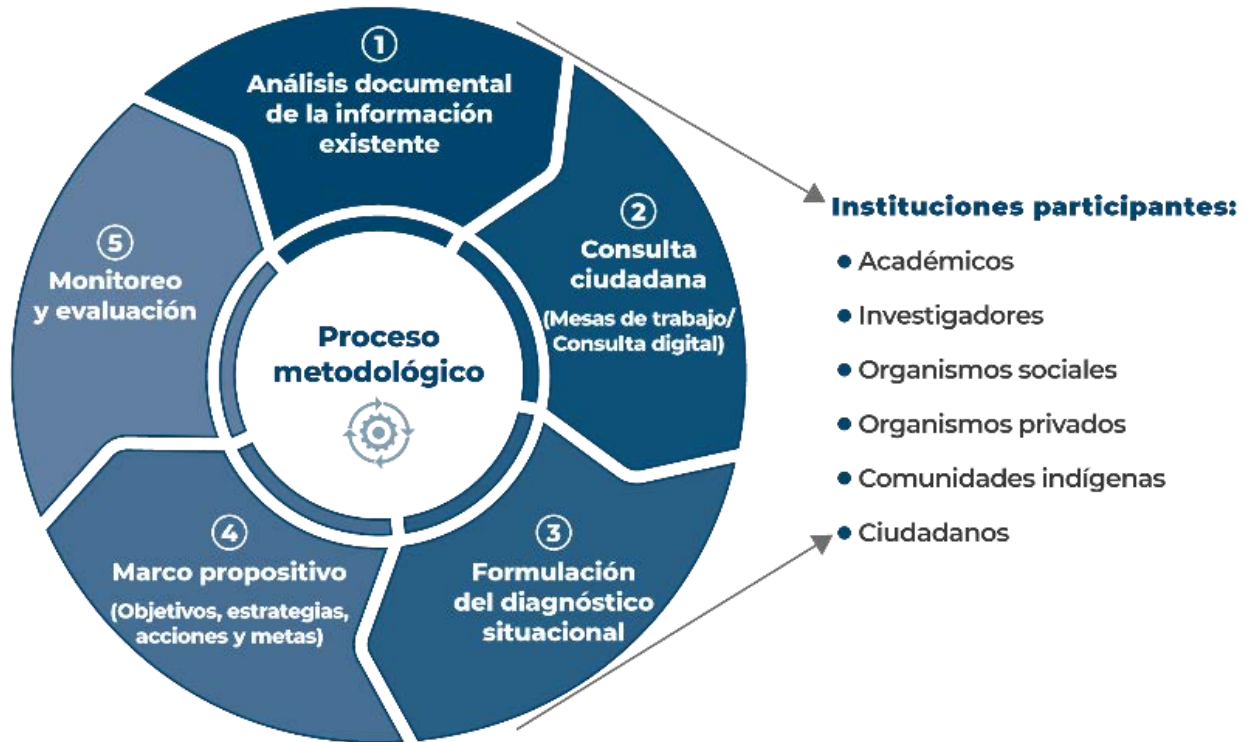 ①
Análisis documental
de la información
existente
②
Consulta
ciudadana
(Mesas de trabajo/
Consulta digital)
③
Formulación
del diagnóstico
situacional
④
Marco propositivo
(Objetivos, estrategias,
acciones y metas)
⑤
Monitoreo
y evaluación
Proceso
metodológico
Instituciones participantes:
• Académicos
• Investigadores
• Organismos sociales
• Organismos privados
• Comunidades indígenas
• Ciudadanos